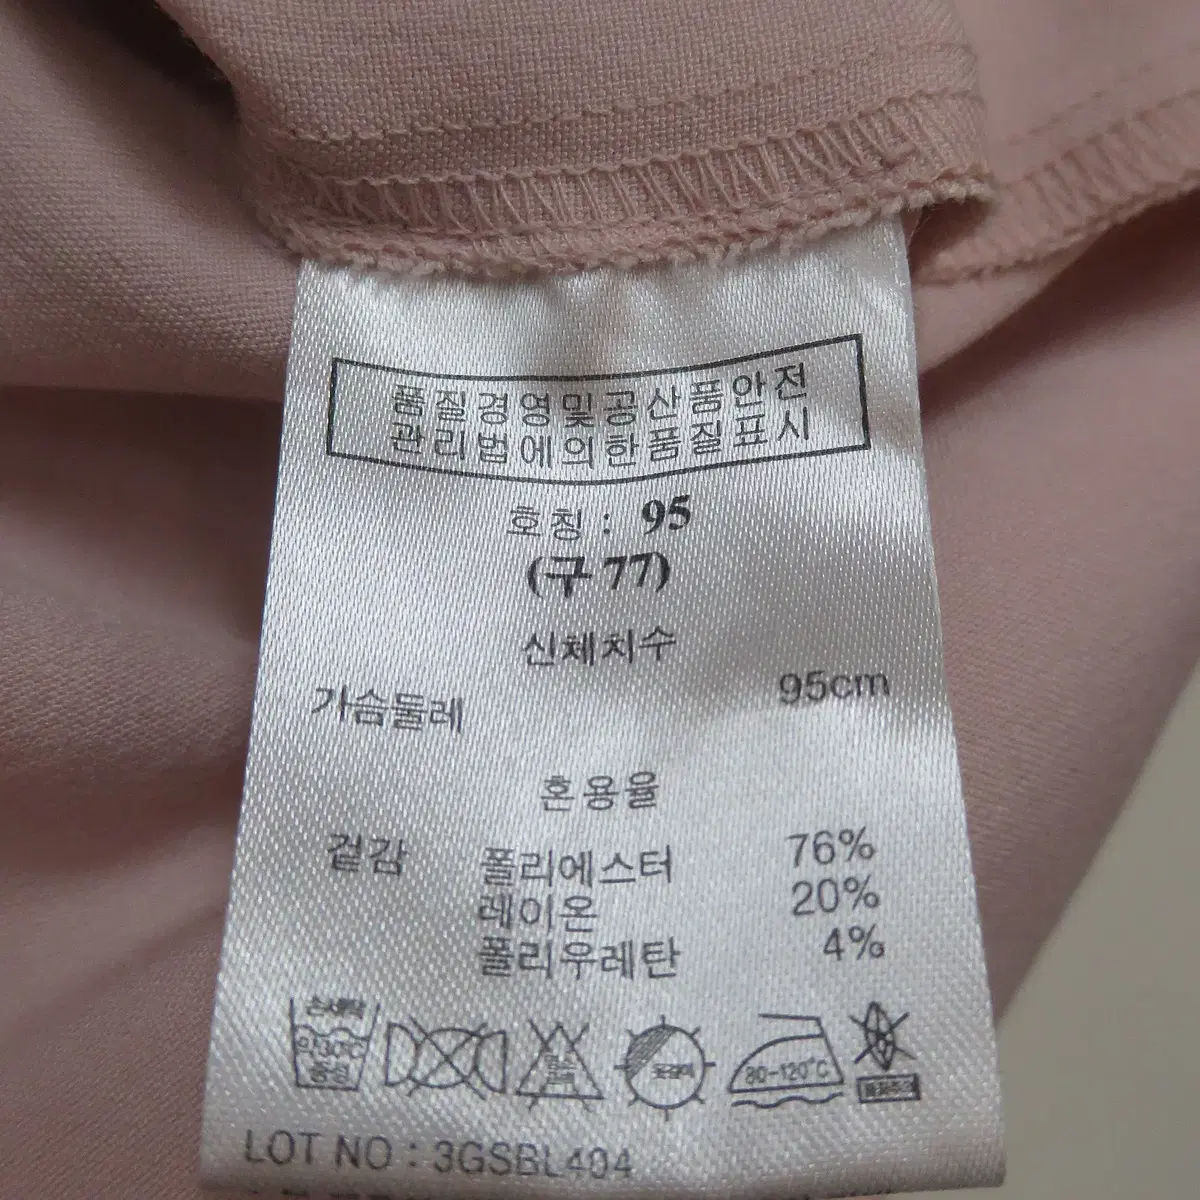 품질경영및공산품안전
관리법에의한품질표시
호칭 : 95
(구 77)
신체치수
가슴둘레 95cm
혼용율
겉감 폴리에스터 76%
레이온 20%
폴리우레탄 4%
손세탁
약30℃
중성
옷걸이
80-120℃
LOT NO : 3GSBL404